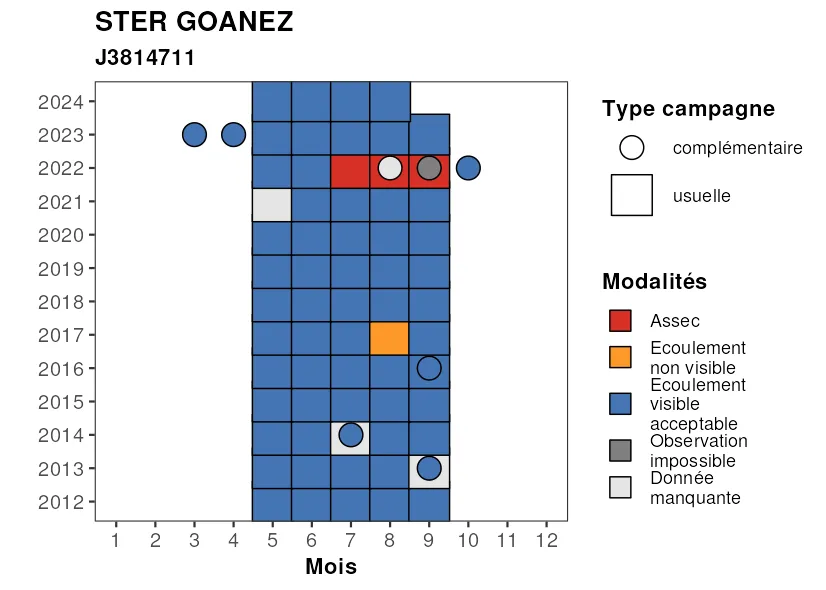 STER GOANEZ
J3814711
2024
2023
2022
2021
2020
2019
2018
2017
2016
2015
2014
2013
2012
1 2 3 4 5 6 7 8 9 10 11 12
Mois
Type campagne
complémentaire
usuelle
Modalités
Assec
Ecoulement
non visible
Ecoulement
visible
acceptable
Observation
impossible
Donnée
manquante